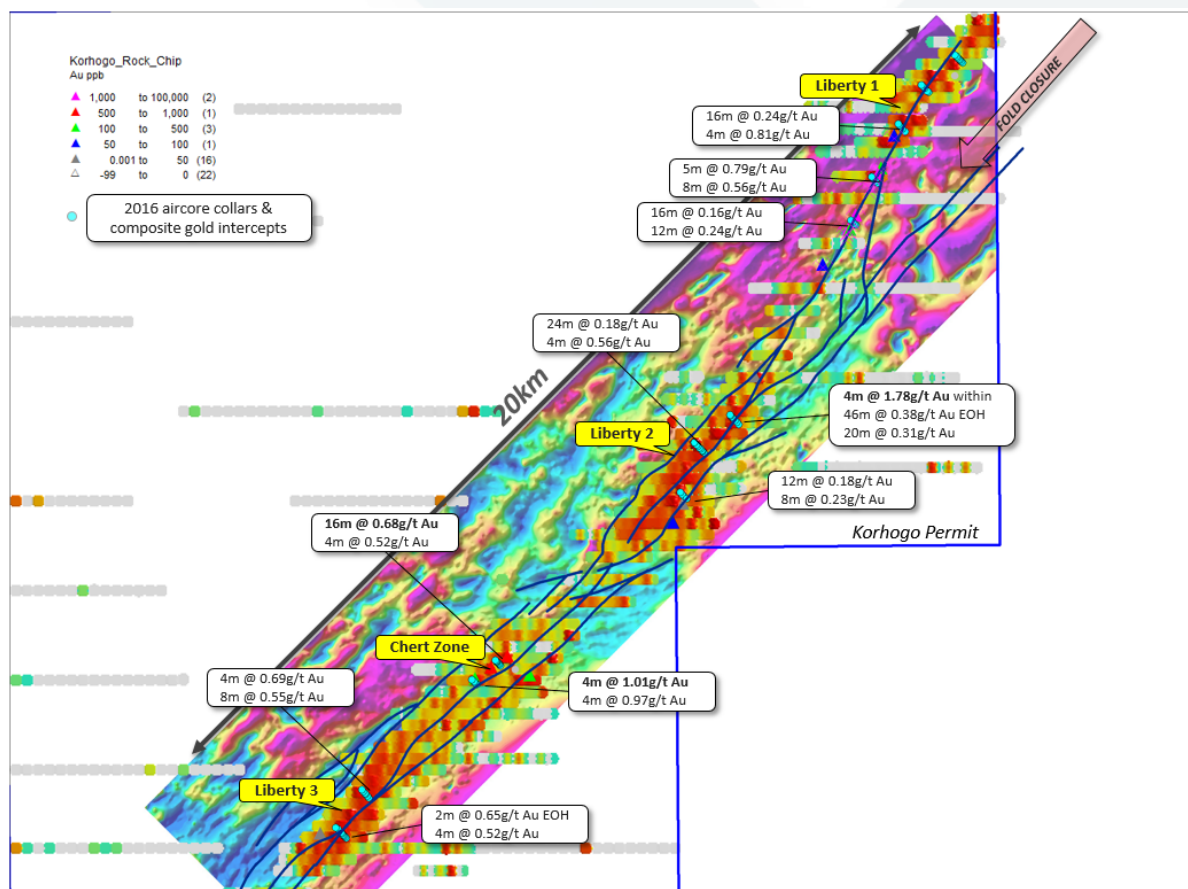 Korhogo_Rock_Chip
Au ppb
1,000 to 100,000 (2)
500 to 1,000 (1)
100 to 500 (3)
50 to 100 (1)
0.001 to 50 (16)
-99 to 0 (22)
2016 aircore collars &
composite gold intercepts
FOLD CLOSURE
Liberty 1
16m @ 0.24g/t Au
4m @ 0.81g/t Au
5m @ 0.79g/t Au
8m @ 0.56g/t Au
16m @ 0.16g/t Au
12m @ 0.24g/t Au
24m @ 0.18g/t Au
4m @ 0.56g/t Au
20km
4m @ 1.78g/t Au within
46m @ 0.38g/t Au EOH
20m @ 0.31g/t Au
Liberty 2
12m @ 0.18g/t Au
8m @ 0.23g/t Au
Korhogo Permit
16m @ 0.68g/t Au
4m @ 0.52g/t Au
Chert Zone
4m @ 0.69g/t Au
8m @ 0.55g/t Au
4m @ 1.01g/t Au
4m @ 0.97g/t Au
Liberty 3
2m @ 0.65g/t Au EOH
4m @ 0.52g/t Au